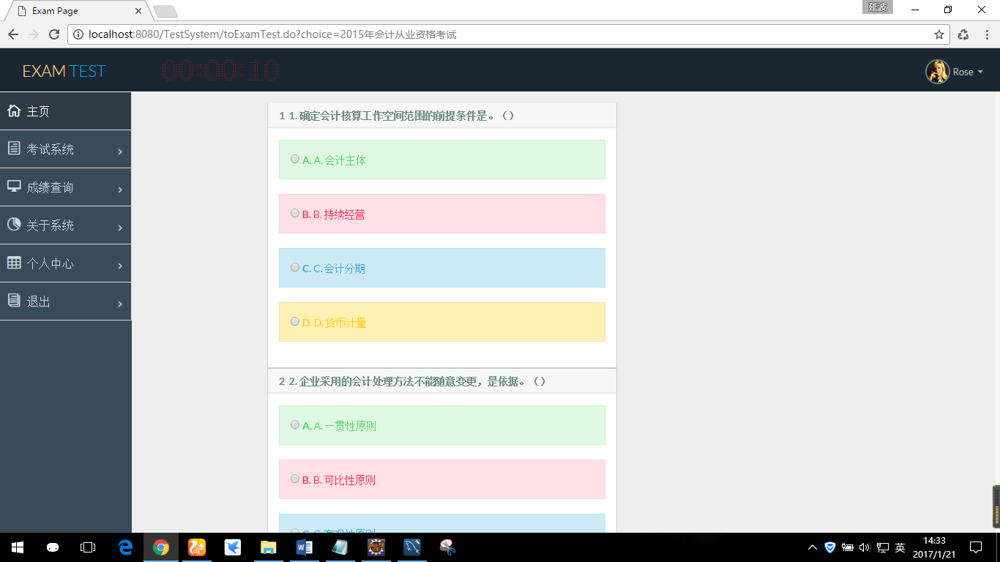 Exam Page
延波
localhost:8080/TestSystem/toExamTest.do?choice=2015年会计从业资格考试
EXAM TEST
00:00:10
Rose
主页
考试系统
成绩查询
关于系统
个人中心
退出
1 1. 确定会计核算工作空间范围的前提条件是。（）
A. A. 会计主体
B. B. 持续经营
C. C. 会计分期
D. D. 货币计量
2 2. 企业采用的会计处理方法不能随意变更，是依据。（）
A. A. 一贯性原则
B. B. 可比性原则
C. C. 客观性原则
英
14:33
2017/1/21